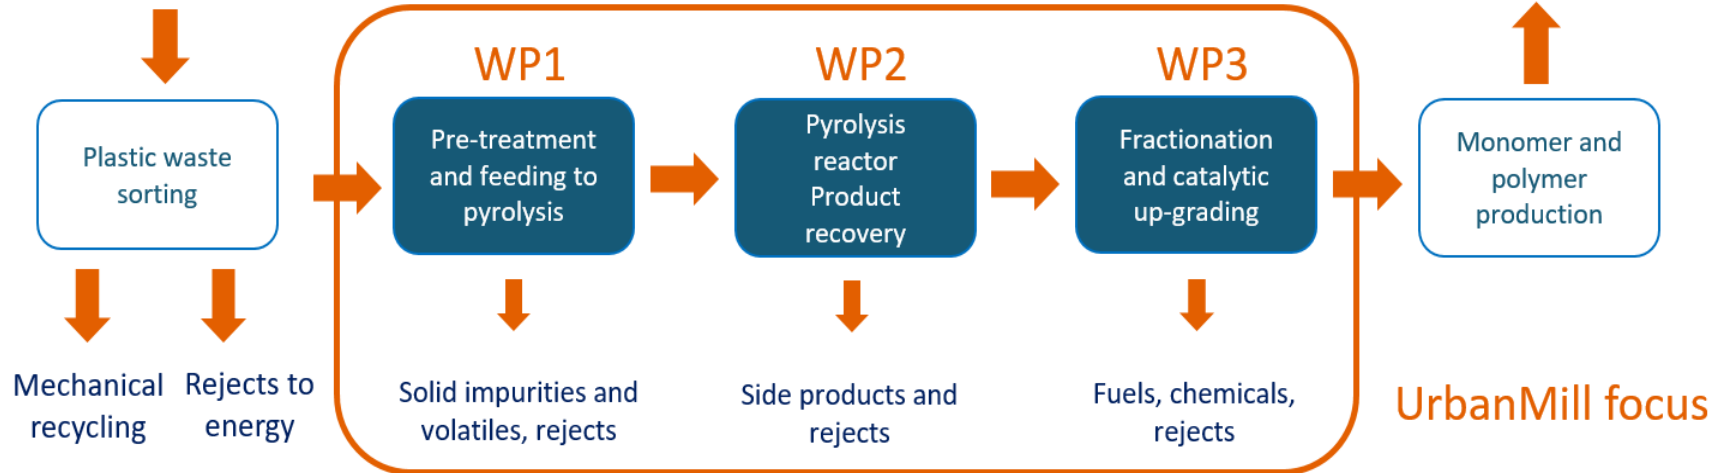 WP1
WP2
WP3
Plastic waste
sorting
Pre-treatment
and feeding to
pyrolysis
Pyrolysis
reactor
Product
recovery
Fractionation
and catalytic
up-grading
Monomer and
polymer
production
Mechanical
recycling
Rejects to
energy
Solid impurities and
volatiles, rejects
Side products and
rejects
Fuels, chemicals,
rejects
UrbanMill focus